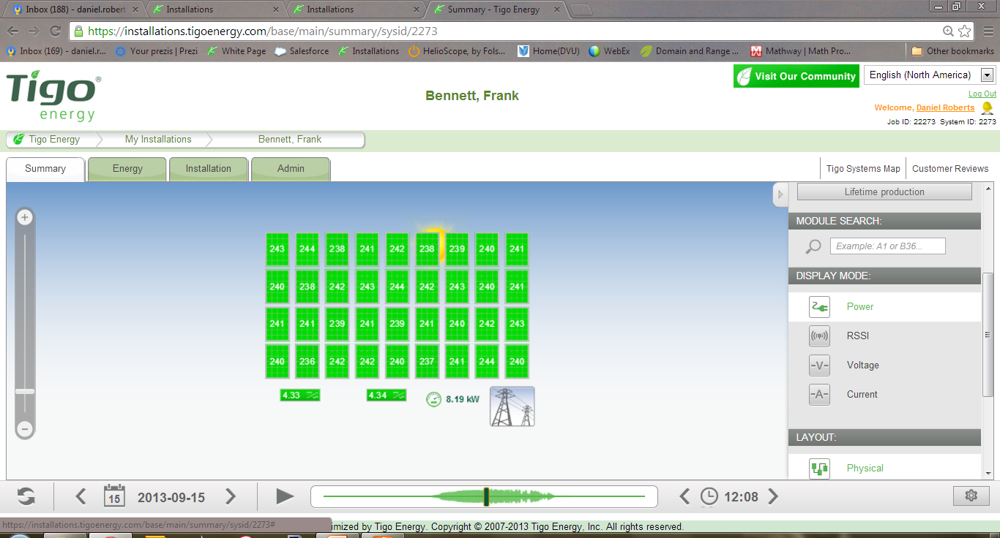 Inbox (188) - daniel.robert
Installations
Installations
Summary - Tigo Energy
https://installations.tigoenergy.com/base/main/summary/sysid/2273
Inbox (169) - daniel.r...
Your prezis | Prezi
White Page
Salesforce
Installations
HelioScope, by Fols...
Home(DVU)
WebEx
Domain and Range ...
Mathway | Math Pro...
Other bookmarks
Tigo®
energy
Bennett, Frank
Visit Our Community
English (North America)
Log Out
Welcome, Daniel Roberts
Job ID: 22273 System ID: 2273
Tigo Energy
My Installations
Bennett, Frank
Summary
Energy
Installation
Admin
Tigo Systems Map
Customer Reviews
Lifetime production
MODULE SEARCH:
Example: A1 or B36...
DISPLAY MODE:
Power
RSSI
-V- Voltage
-A- Current
LAYOUT:
Physical
243 244 238 241 242 238 239 240 241
240 238 242 243 244 242 243 240 241
241 241 239 241 239 241 240 242 243
240 236 242 242 240 237 241 244 240
4.33
4.34
8.19 kW
15
2013-09-15
12:08
https://installations.tigoenergy.com/base/main/summary/sysid/2273#
imized by Tigo Energy. Copyright © 2007-2013 Tigo Energy, Inc. All rights reserved.